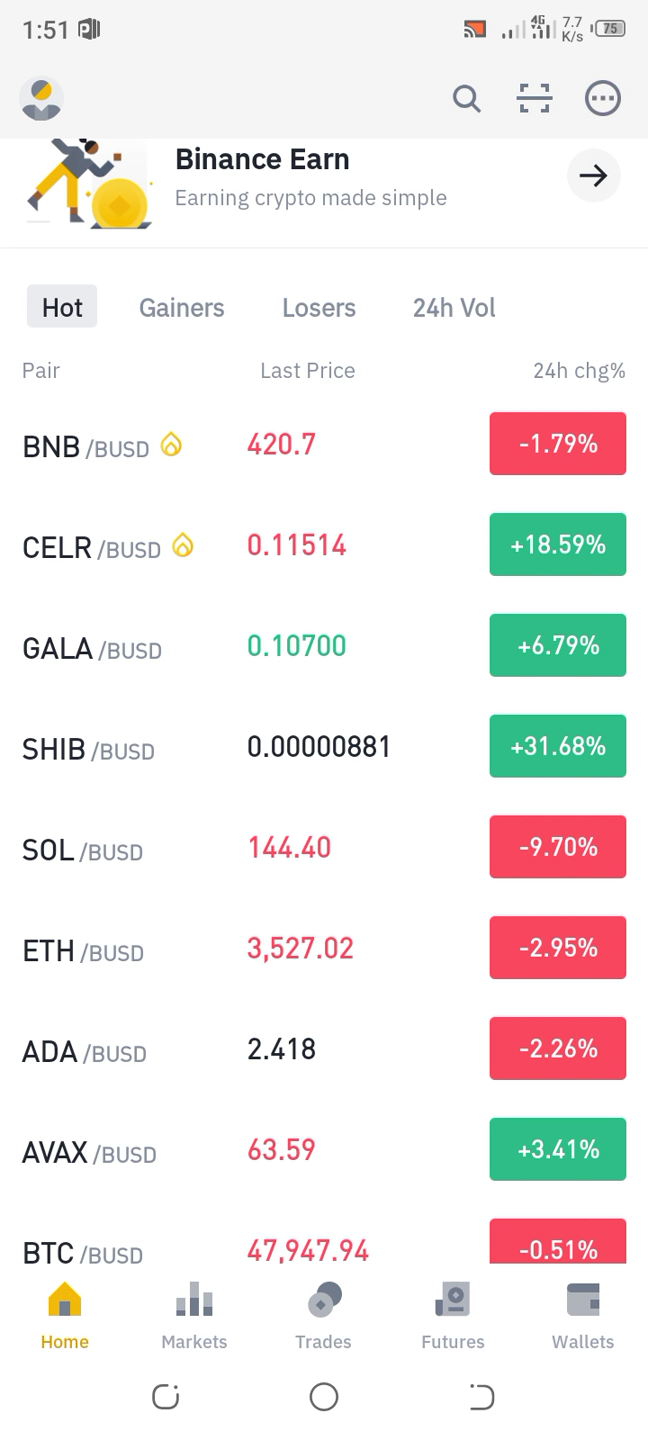 1:51 4G 7.7 K/s 75
Binance Earn
Earning crypto made simple
Hot Gainers Losers 24h Vol
Pair Last Price 24h chg%
BNB /BUSD 420.7 -1.79%
CELR /BUSD 0.11514 +18.59%
GALA /BUSD 0.10700 +6.79%
SHIB /BUSD 0.00000881 +31.68%
SOL /BUSD 144.40 -9.70%
ETH /BUSD 3,527.02 -2.95%
ADA /BUSD 2.418 -2.26%
AVAX /BUSD 63.59 +3.41%
BTC /BUSD 47,947.94 -0.51%
Home Markets Trades Futures Wallets